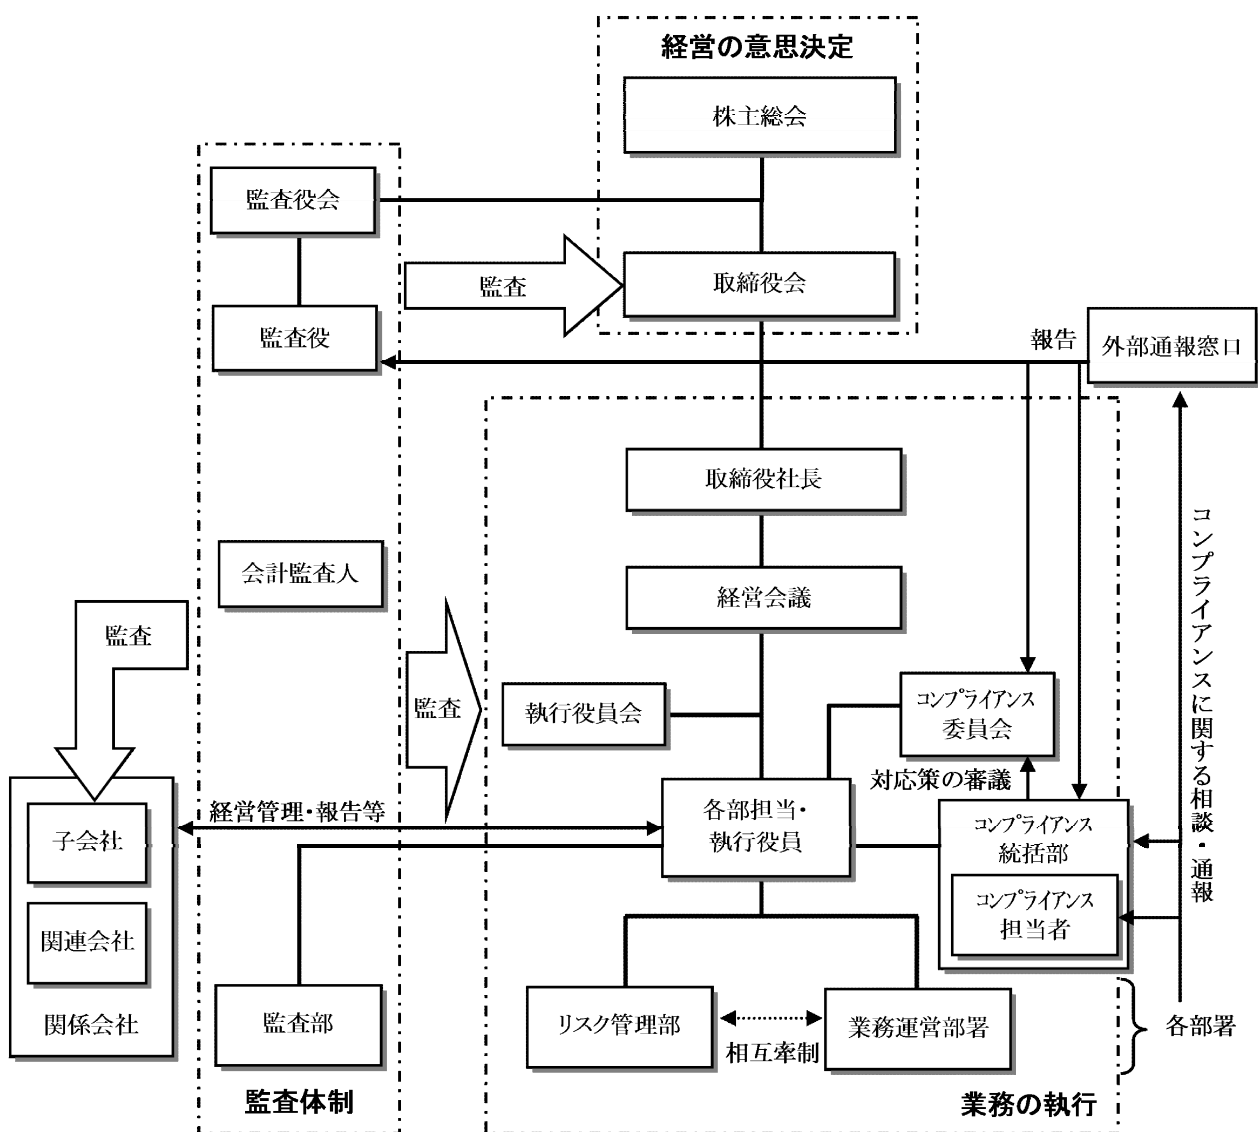 経営の意思決定
株主総会
監査役会
監査
取締役会
監査役
報告
外部通報窓口
取締役社長
会計監査人
経営会議
コンプライアンスに関する相談・通報
監査
監査
執行役員会
コンプライアンス
委員会
対応策の審議
経営管理・報告等
各部担当・
執行役員
コンプライアンス
統括部
コンプライアンス
担当者
子会社
関連会社
関係会社
監査部
リスク管理部
相互牽制
業務運営部署
各部署
監査体制
業務の執行